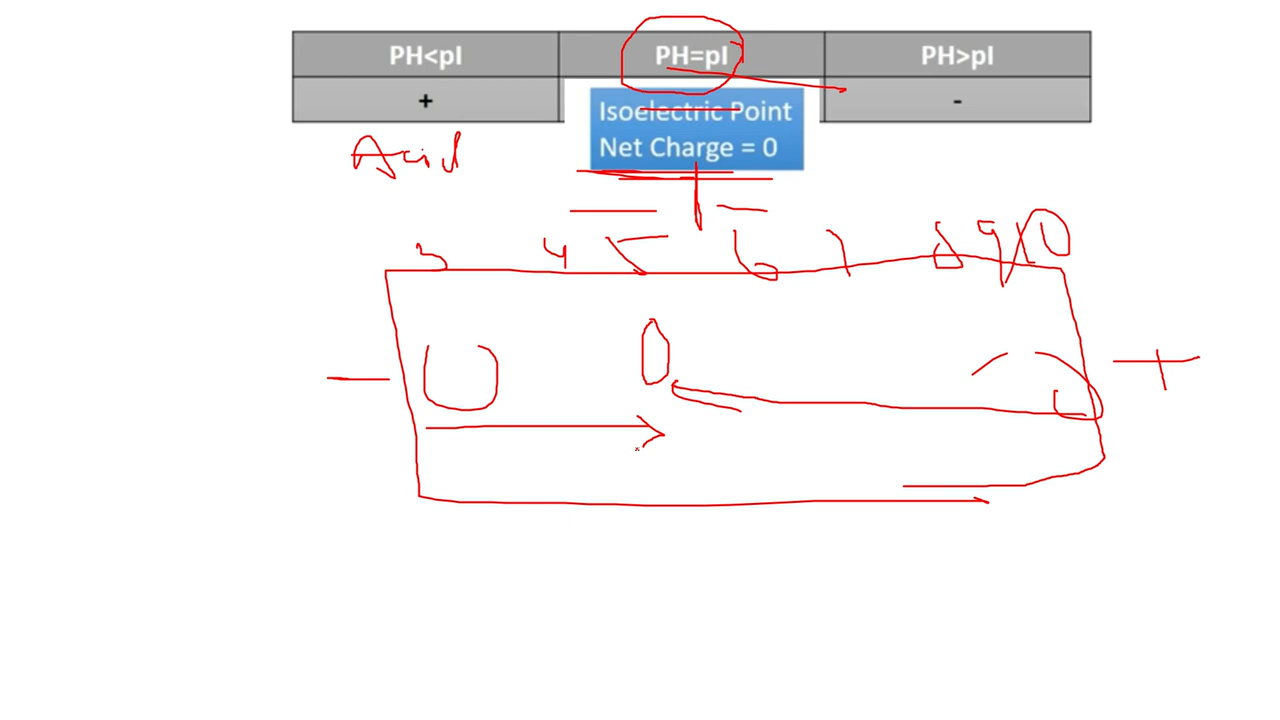 PH<pI PH=pI PH>pI
+ -
Isoelectric Point
Net Charge = 0
Acid
3 4 5 6 7 8 9 10
- +